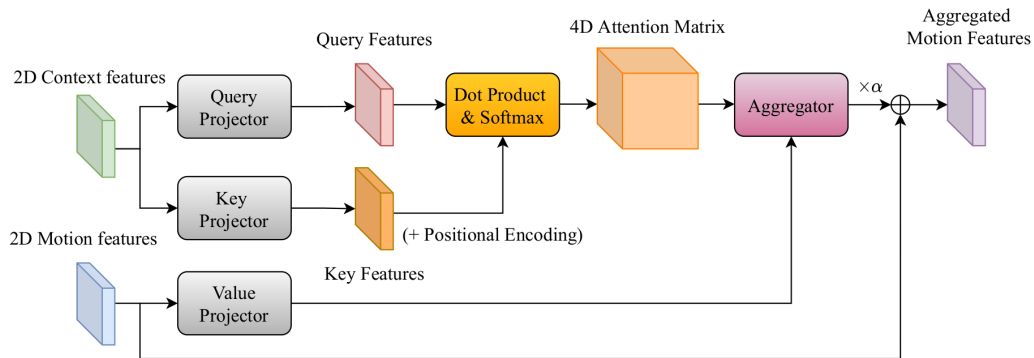 Aggregated
Motion Features
4D Attention Matrix
Query Features
2D Context features
Query
Projector
Dot Product
& Softmax
Aggregator
×α
Key
Projector
(+ Positional Encoding)
2D Motion features
Key Features
Value
Projector